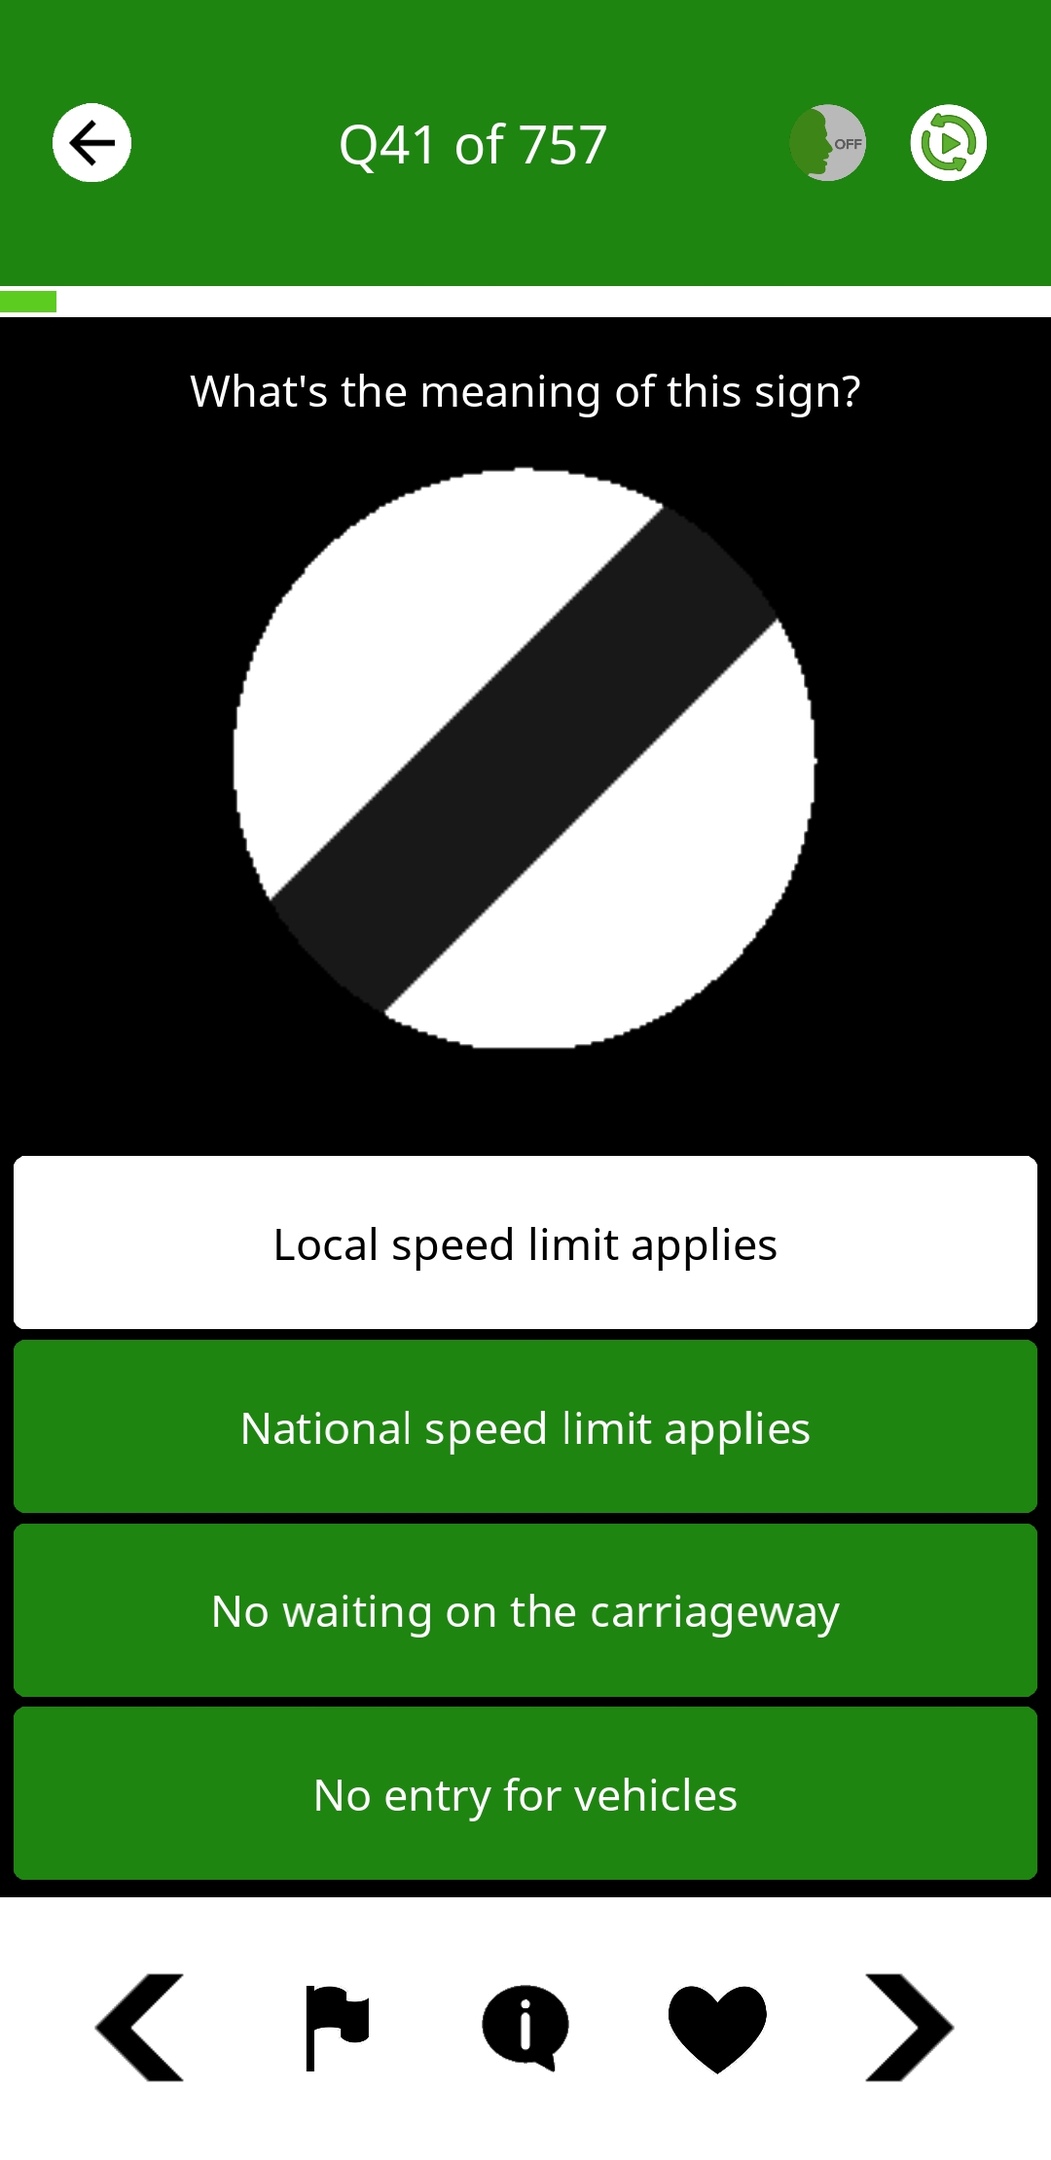 Q41 of 757
OFF
What's the meaning of this sign?
Local speed limit applies
National speed limit applies
No waiting on the carriageway
No entry for vehicles